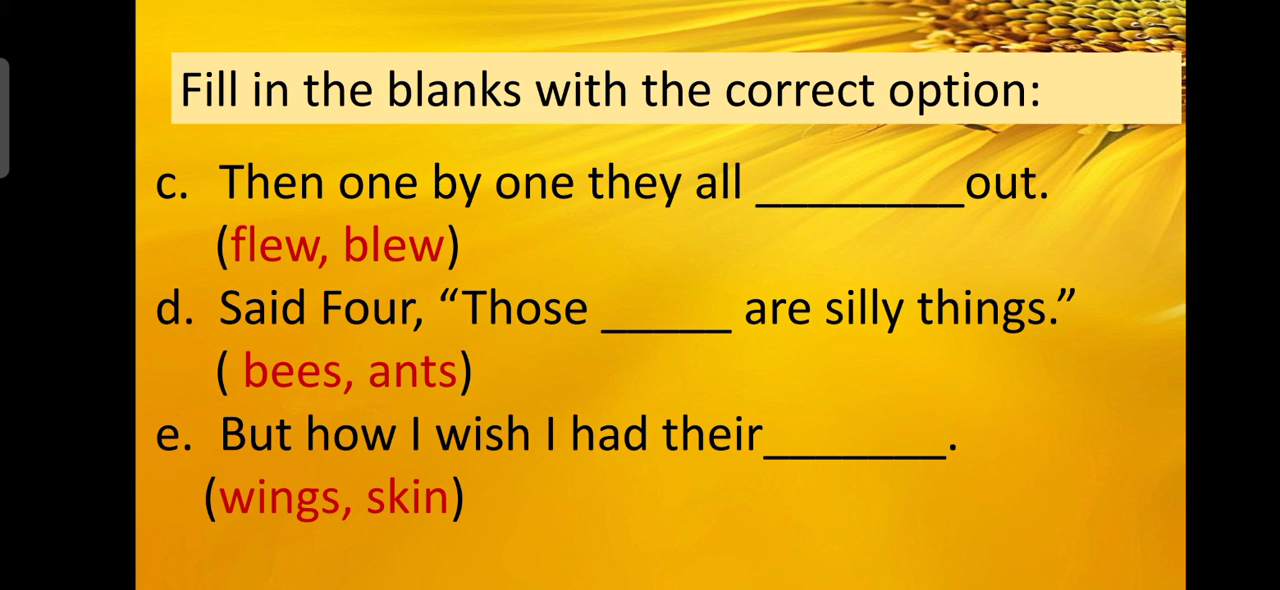 Fill in the blanks with the correct option:
c. Then one by one they all ________out.
(flew, blew)
d. Said Four, “Those _____ are silly things.”
( bees, ants)
e. But how I wish I had their_______.
(wings, skin)